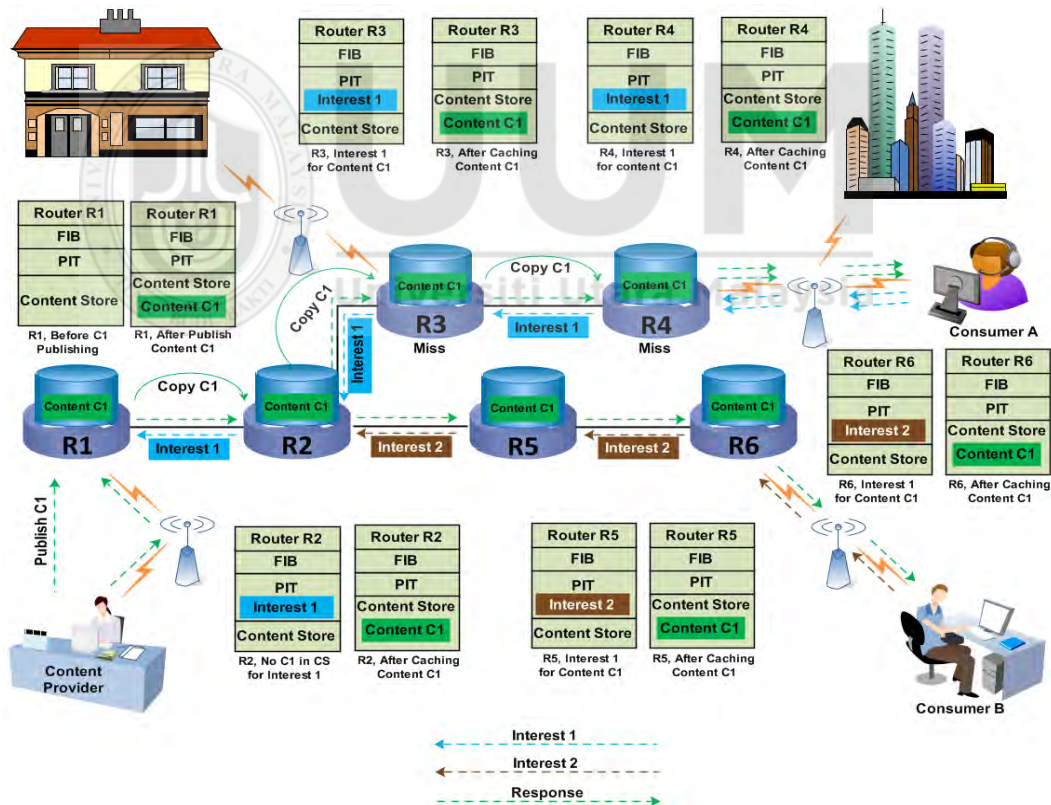 Router R3
FIB
PIT
Interest 1
Content Store
R3, Interest 1
for Content C1
Router R3
FIB
PIT
Content Store
Content C1
R3, After Caching
Content C1
Router R4
FIB
PIT
Interest 1
Content Store
R4, Interest 1
for content C1
Router R4
FIB
PIT
Content Store
Content C1
R4, After Caching
Content C1
UUM
Universiti Utara Malaysia
Router R1
FIB
PIT
Content Store
R1, Before C1
Publishing
Router R1
FIB
PIT
Content Store
Content C1
R1, After Publish
Content C1
Copy C1
Content C1
R3
Miss
Copy C1
Interest 1
Content C1
R4
Miss
Consumer A
Interest 1
Content C1
R1
Copy C1
Interest 1
Content C1
R2
Interest 2
Content C1
R5
Interest 2
Content C1
R6
Router R6
FIB
PIT
Interest 2
Content Store
R6, Interest 1
for Content C1
Router R6
FIB
PIT
Content Store
Content C1
R6, After Caching
Content C1
Publish C1
Content
Provider
Router R2
FIB
PIT
Interest 1
Content Store
R2, No C1 in CS
for Interest 1
Router R2
FIB
PIT
Content Store
Content C1
R2, After Caching
Content C1
Router R5
FIB
PIT
Interest 2
Content Store
R5, Interest 1
for Content C1
Router R5
FIB
PIT
Content Store
Content C1
R5, After Caching
Content C1
Consumer B
Interest 1
Interest 2
Response